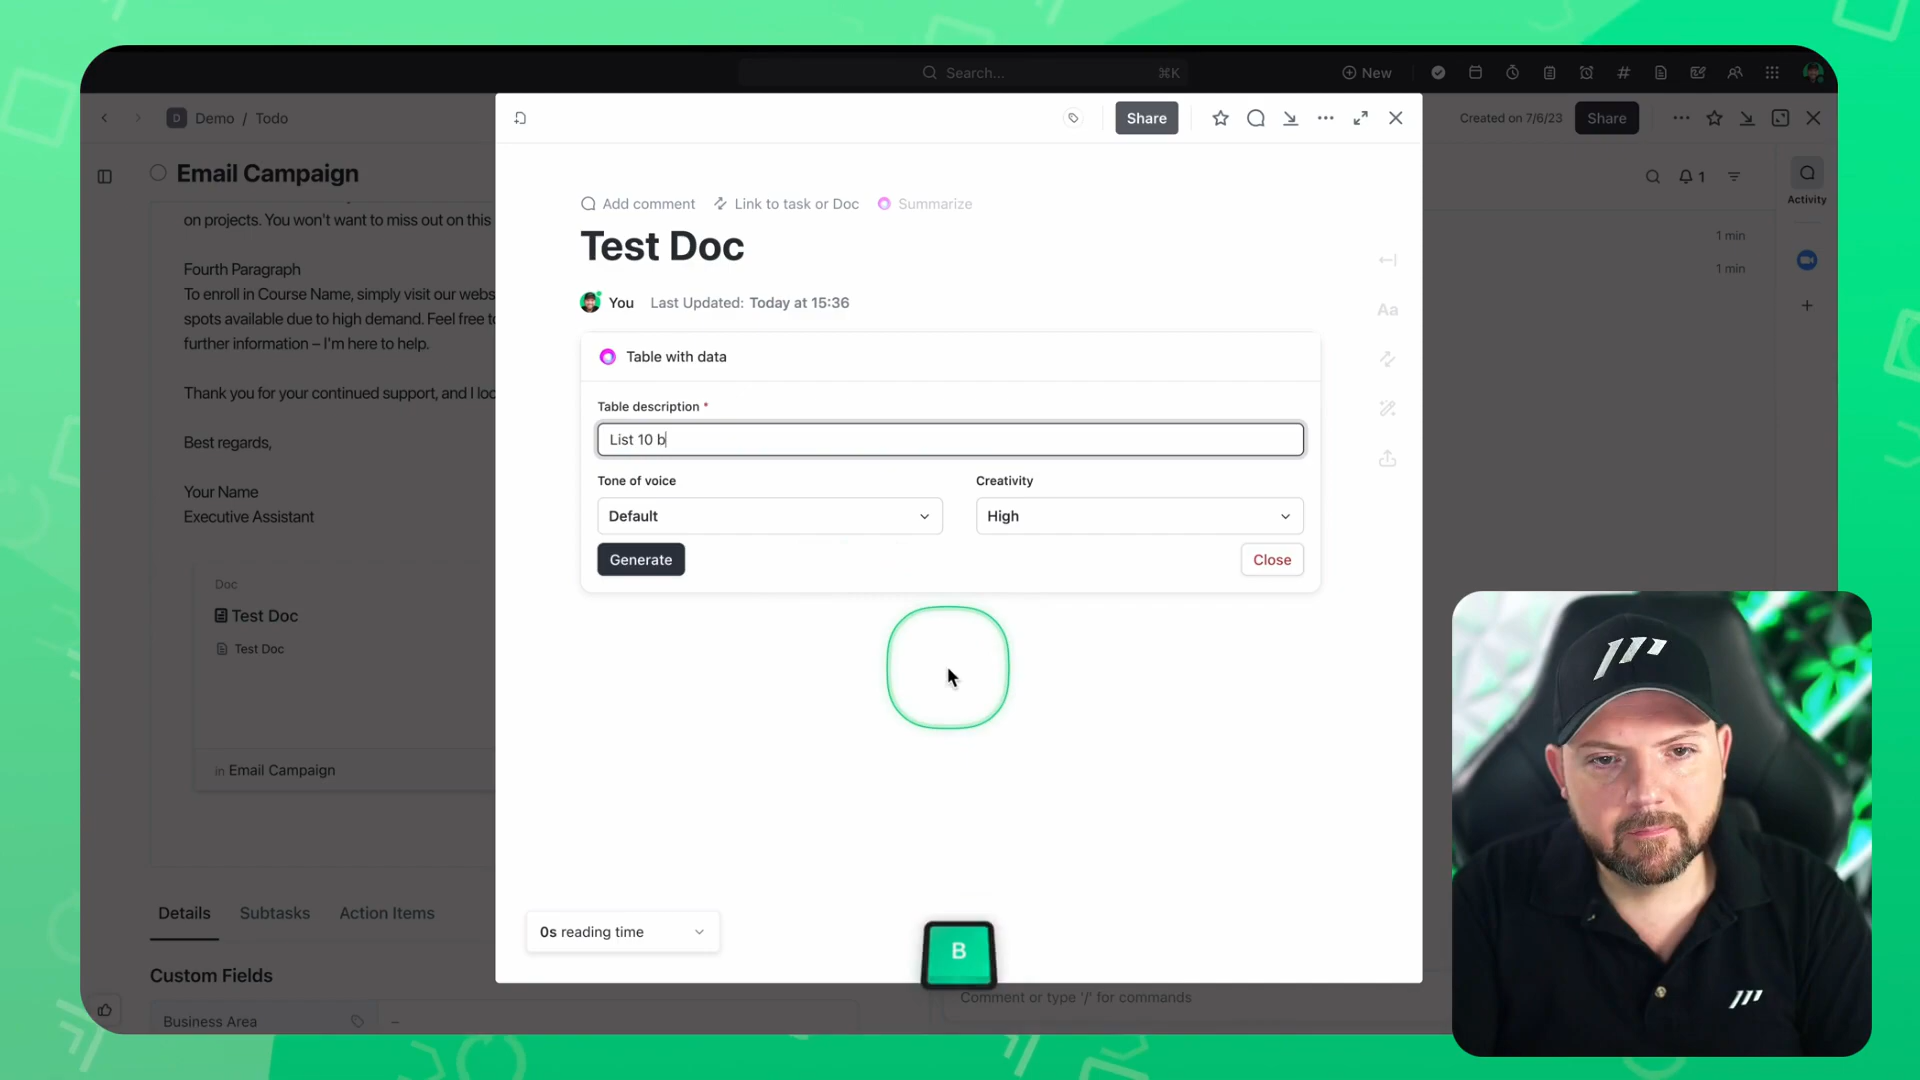 Search...
⌘K
New
D Demo / Todo
Share
Created on 7/6/23
Share
Email Campaign
1
Activity
on projects. You won't want to miss out on this
1 min
1 min
Fourth Paragraph
To enroll in Course Name, simply visit our webs
spots available due to high demand. Feel free to
further information – I'm here to help.
Thank you for your continued support, and I loo
Best regards,
Your Name
Executive Assistant
Doc
Test Doc
Test Doc
in Email Campaign
Details
Subtasks
Action Items
Custom Fields
Business Area
–
Add comment
Link to task or Doc
Summarize
Test Doc
You
Last Updated: Today at 15:36
Aa
Table with data
Table description *
List 10 b
Tone of voice
Creativity
Default
High
Generate
Close
0s reading time
B
Comment or type '/' for commands